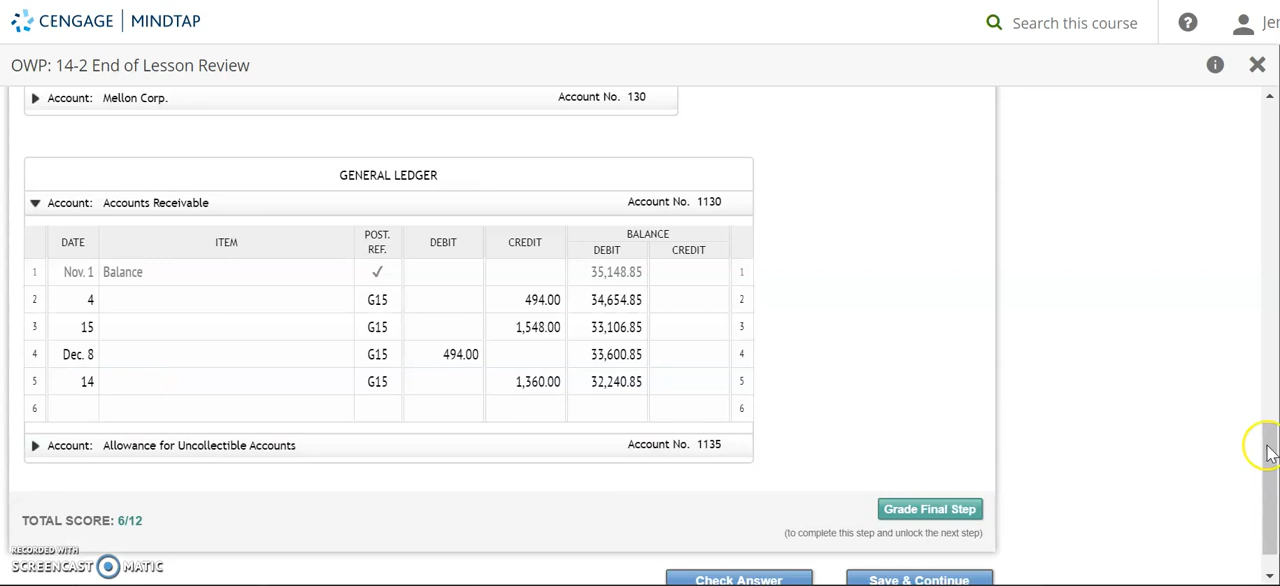 CENGAGE MINDTAP
Search this course ? Jer
OWP: 14-2 End of Lesson Review
Account: Mellon Corp. Account No. 130
GENERAL LEDGER
Account: Accounts Receivable Account No. 1130
DATE ITEM POST. REF. DEBIT CREDIT BALANCE DEBIT CREDIT
1 Nov. 1 Balance ✓ 35,148.85 1
2 4 G15 494.00 34,654.85 2
3 15 G15 1,548.00 33,106.85 3
4 Dec. 8 G15 494.00 33,600.85 4
5 14 G15 1,360.00 32,240.85 5
6 6
Account: Allowance for Uncollectible Accounts Account No. 1135
Grade Final Step
TOTAL SCORE: 6/12
(to complete this step and unlock the next step)
RECORDED WITH
SCREENCAST MATIC
Check Answer Save & Continue